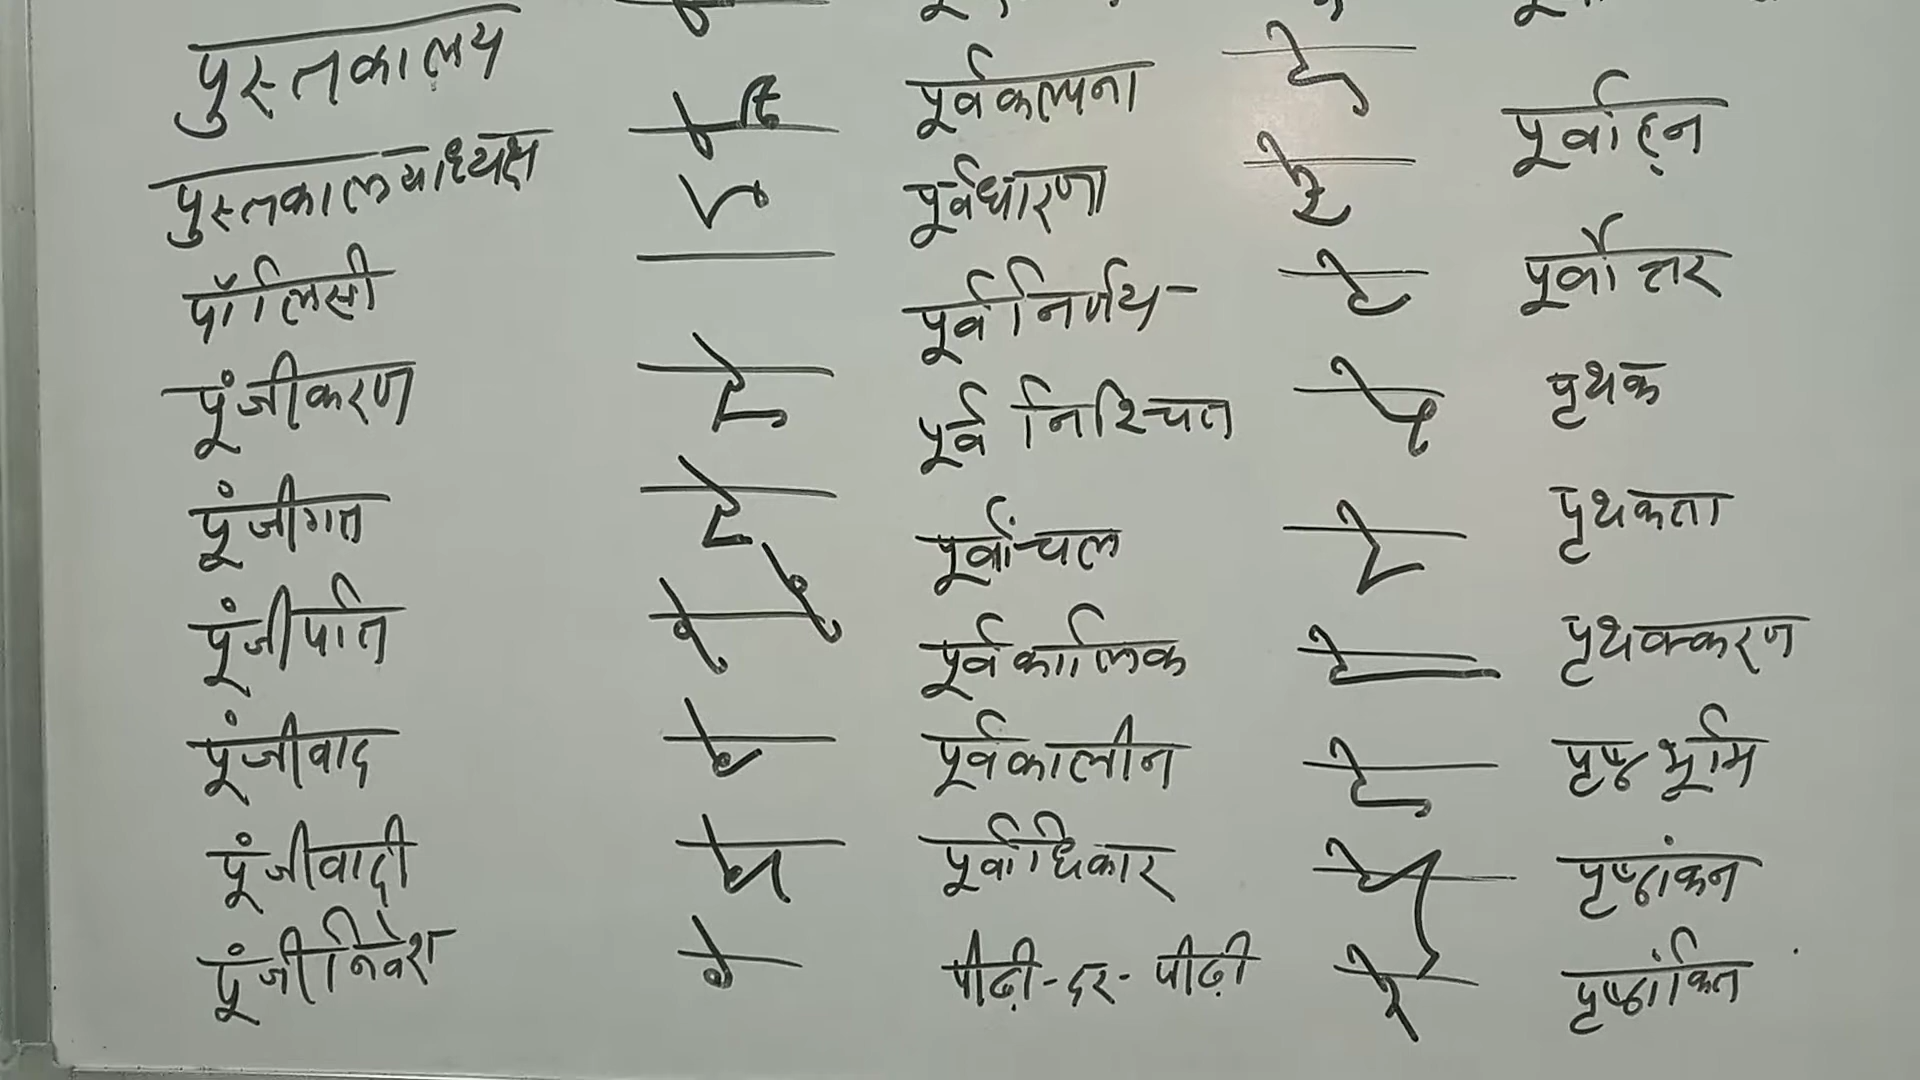 पुस्तकालय
पुस्तकालयाध्यक्ष
पॉलिसी
पूंजीकरण
पूंजीगत
पूंजीपति
पूंजीवाद
पूंजीवादी
पूंजीनिवेश
पूर्वकल्पना
पूर्वधारणा
पूर्व निर्णय
पूर्व निश्चित
पूर्वांचल
पूर्वकालिक
पूर्वकालीन
पूर्वाधिकार
पीढ़ी-दर-पीढ़ी
पूर्वाह्न
पूर्वोत्तर
पृथक
पृथकता
पृथक्करण
पृष्ठभूमि
पृष्ठांकन
पृष्ठांकित